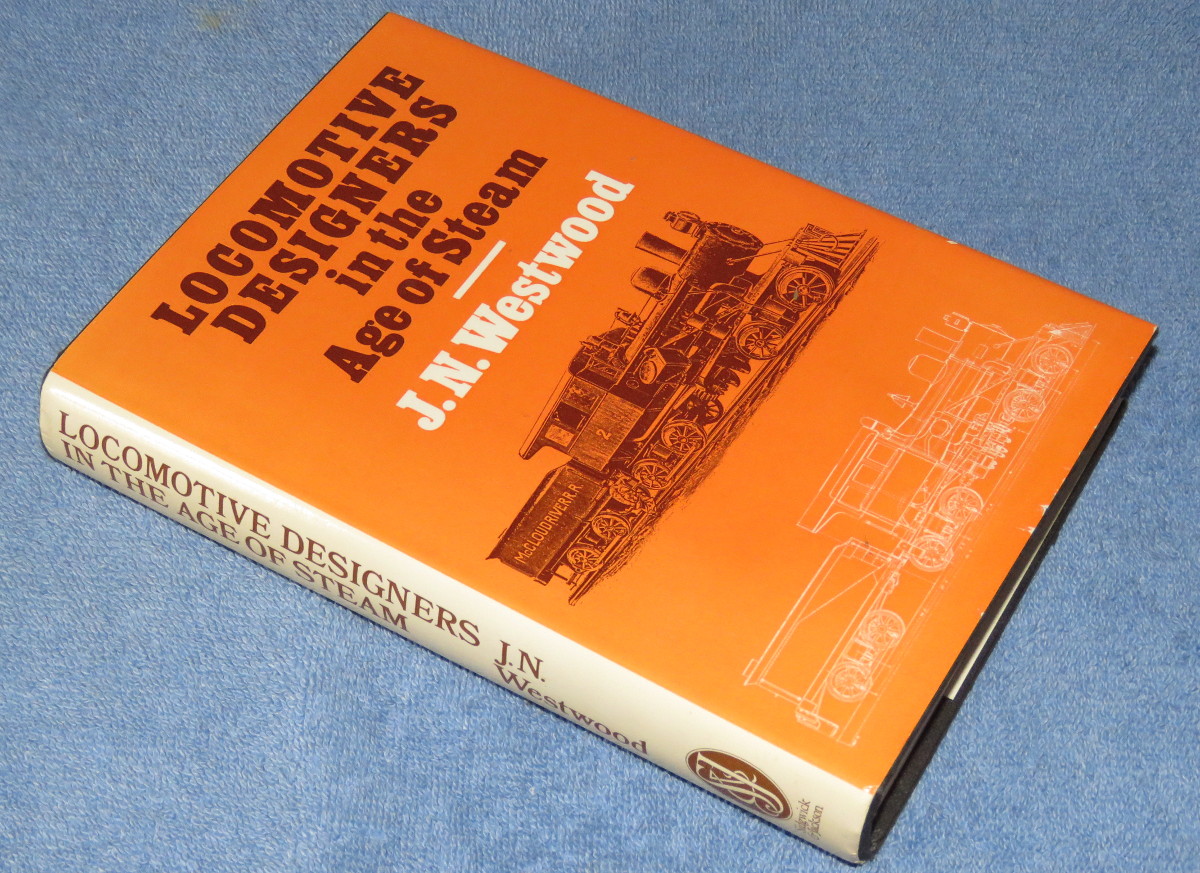 LOCOMOTIVE
DESIGNERS
in the
Age of Steam
J.N.Westwood
2
McCLOUD RIVER R.R.
LOCOMOTIVE DESIGNERS
IN THE AGE OF STEAM
J.N.
Westwood
S&J
Jackson